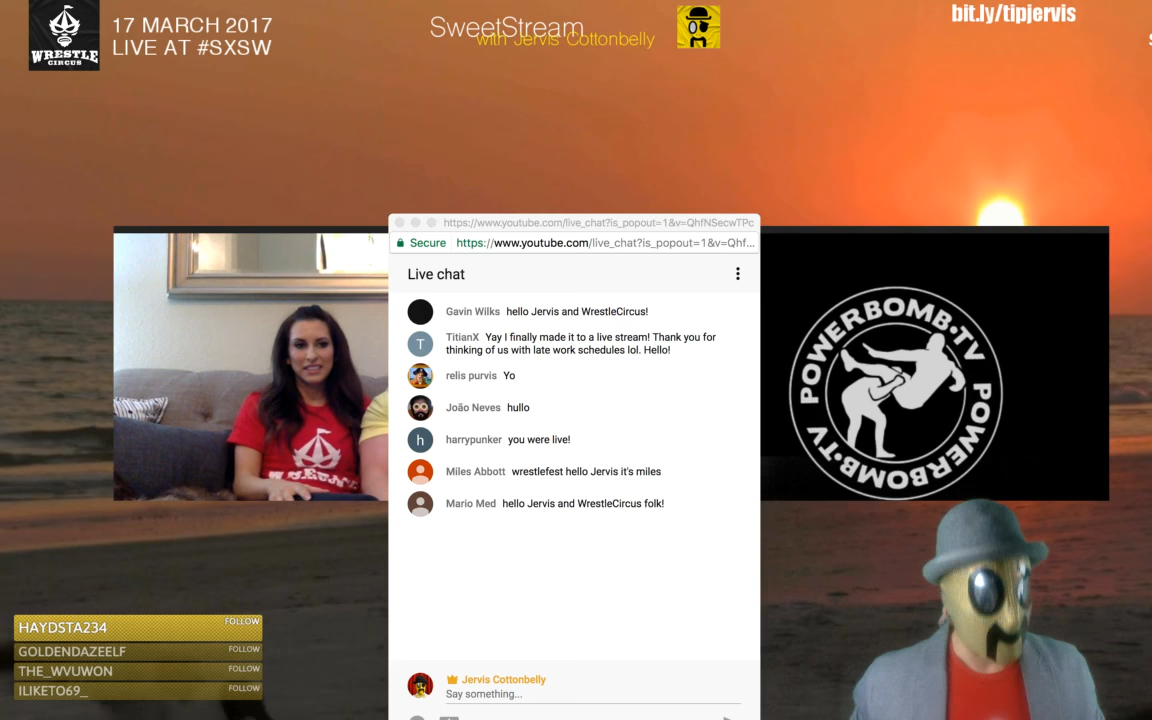 17 MARCH 2017
LIVE AT #SXSW
WRESTLE
CIRCUS
SweetStream
with Jervis Cottonbelly
bit.ly/tipjervis
https://www.youtube.com/live_chat?is_popout=1&v=QhfNSecwTPc
Secure https://www.youtube.com/live_chat?is_popout=1&v=Qhf...
Live chat
Gavin Wilks hello Jervis and WrestleCircus!
TitianX Yay I finally made it to a live stream! Thank you for
thinking of us with late work schedules lol. Hello!
relis purvis Yo
João Neves hullo
harrypunker you were live!
Miles Abbott wrestlefest hello Jervis it's miles
Mario Med hello Jervis and WrestleCircus folk!
POWERBOMB.TV POWERBOMB.TV
HAYDSTA234 FOLLOW
GOLDENDAZEELF FOLLOW
THE_WVUWON FOLLOW
ILIKETO69_ FOLLOW
Jervis Cottonbelly
Say something...